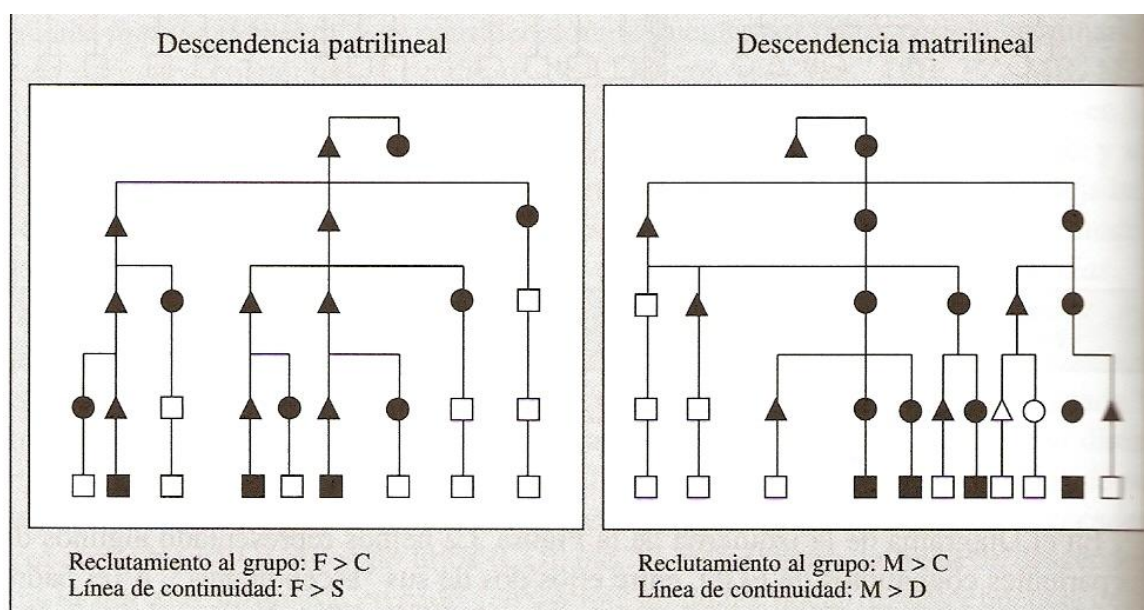 Descendencia patrilineal
Descendencia matrilineal
Reclutamiento al grupo: F > C
Línea de continuidad: F > S
Reclutamiento al grupo: M > C
Línea de continuidad: M > D